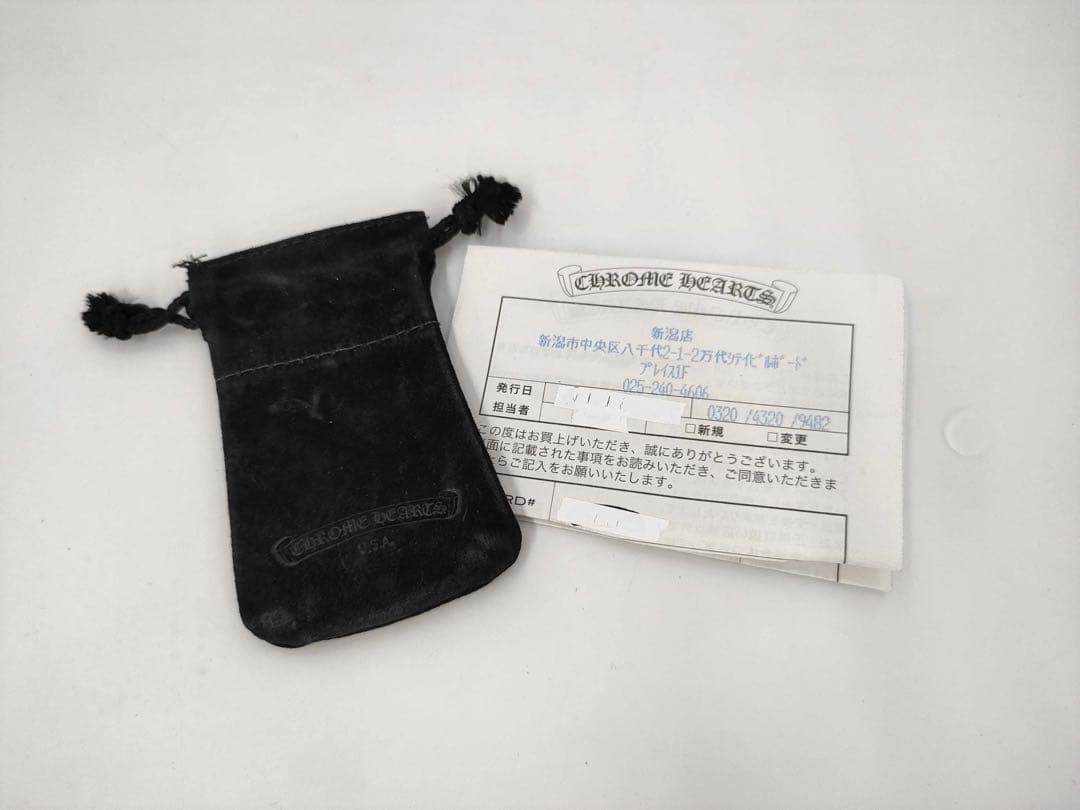 CHROME HEARTS
新潟店
新潟市中央区八千代2-1-2万代ｼﾃｨﾋﾞﾙﾎﾞｰﾄﾞ
ﾌﾟﾚｲｽ1F
025-240-4606
発行日
0320 /4320 /9482
担当者
□新規 □変更
この度はお買上げいただき、誠にありがとうございます。
面に記載された事項をお読みいただき、ご同意いただきま
らご記入をお願いいたします。
RD#
CHROME HEARTS
U.S.A.